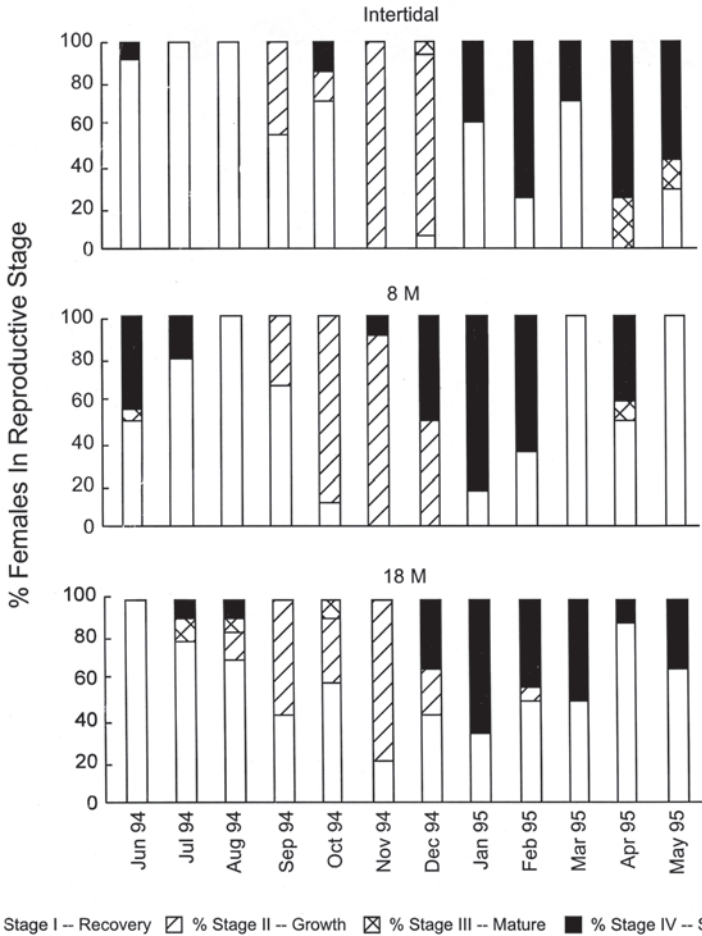 Intertidal
100
80
60
40
20
0
8 M
100
80
60
40
20
0
18 M
100
80
60
40
20
0
% Females In Reproductive Stage
Jun 94
Jul 94
Aug 94
Sep 94
Oct 94
Nov 94
Dec 94
Jan 95
Feb 95
Mar 95
Apr 95
May 95
Stage I -- Recovery % Stage II -- Growth % Stage III -- Mature % Stage IV -- S